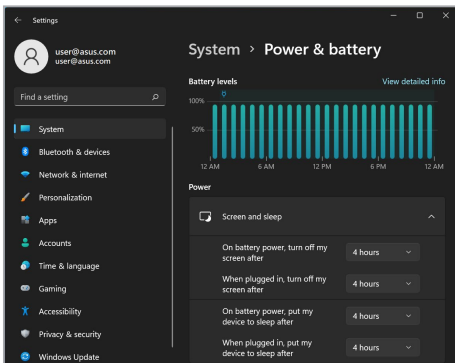 Settings
user@asus.com
user@asus.com
Find a setting
System
Bluetooth & devices
Network & internet
Personalization
Apps
Accounts
Time & language
Gaming
Accessibility
Privacy & security
Windows Update
System > Power & battery
Battery levels View detailed info
100%
50%
12 AM 6 AM 12 PM 6 PM 12 AM
Power
Screen and sleep
On battery power, turn off my
screen after
4 hours
When plugged in, turn off my
screen after
4 hours
On battery power, put my
device to sleep after
4 hours
When plugged in, put my
device to sleep after
4 hours